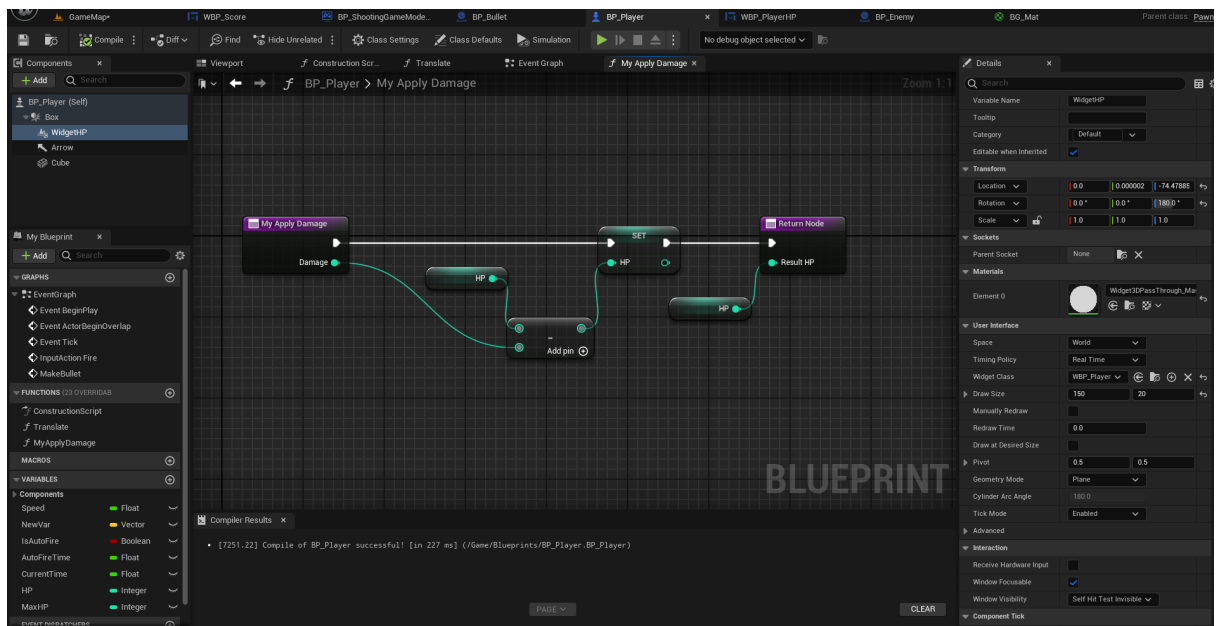 GameMap•
WBP_Score
BP_ShootingGameMode...
BP_Bullet
BP_Player
WBP_PlayerHP
BP_Enemy
BG_Mat
Parent class: Pawn
Compile
Diff
Find
Hide Unrelated
Class Settings
Class Defaults
Simulation
No debug object selected
Components
+ Add
Search
BP_Player (Self)
Box
WidgetHP
Arrow
Cube
My Blueprint
+ Add
Search
GRAPHS
EventGraph
Event BeginPlay
Event ActorBeginOverlap
Event Tick
InputAction Fire
MakeBullet
FUNCTIONS (23 OVERRIDAB
ConstructionScript
Translate
MyApplyDamage
MACROS
VARIABLES
Components
Speed Float
NewVar Vector
IsAutoFire Boolean
AutoFireTime Float
CurrentTime Float
HP Integer
MaxHP Integer
EVENT DISPATCHERS
Viewport
Construction Scr...
Translate
Event Graph
My Apply Damage
BP_Player > My Apply Damage
Zoom 1:1
My Apply Damage
Damage
HP
-
Add pin
SET
HP
HP
Return Node
Result HP
BLUEPRINT
Compiler Results
• [7251.22] Compile of BP_Player successful! [in 227 ms] (/Game/Blueprints/BP_Player.BP_Player)
PAGE
CLEAR
Details
Search
Variable Name WidgetHP
Tooltip
Category Default
Editable when Inherited
Transform
Location 0.0 0.000002 -74.47885
Rotation 0.0° 0.0° 180.0°
Scale 1.0 1.0 1.0
Sockets
Parent Socket None
Materials
Element 0 Widget3DPassThrough_Ma
User Interface
Space World
Timing Policy Real Time
Widget Class WBP_Player
Draw Size 150 20
Manually Redraw
Redraw Time 0.0
Draw at Desired Size
Pivot 0.5 0.5
Geometry Mode Plane
Cylinder Arc Angle 180.0
Tick Mode Enabled
Advanced
Interaction
Receive Hardware Input
Window Focusable
Window Visibility Self Hit Test Invisible
Component Tick